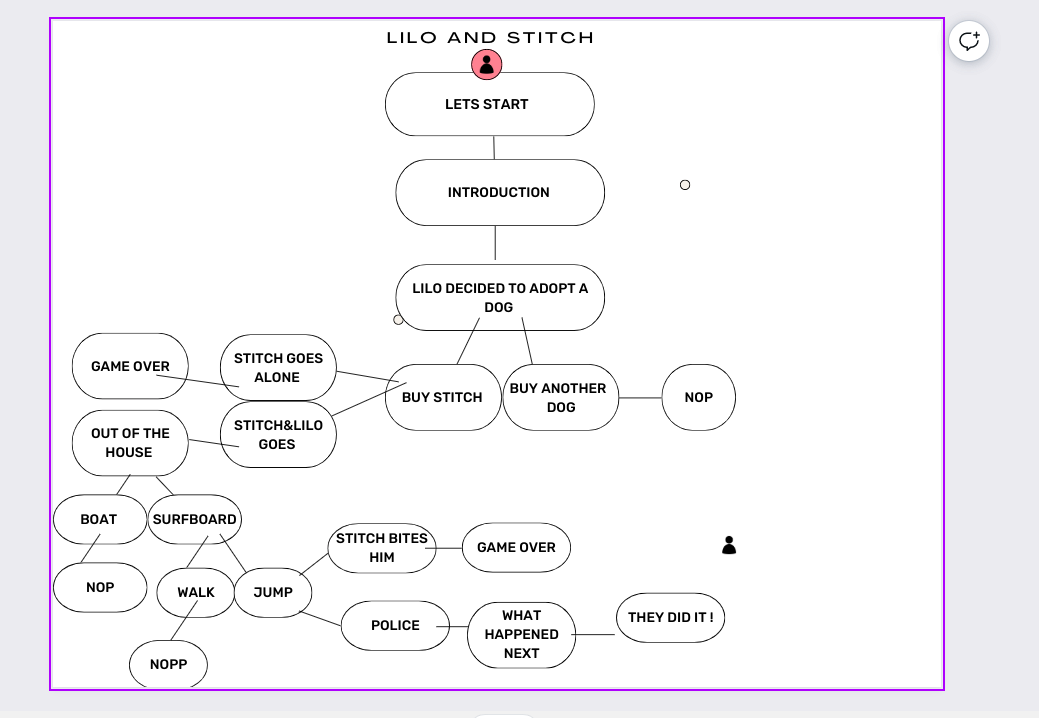 LILO AND STITCH
LETS START
INTRODUCTION
LILO DECIDED TO ADOPT A
DOG
GAME OVER
STITCH GOES
ALONE
BUY STITCH
BUY ANOTHER
DOG
NOP
OUT OF THE
HOUSE
STITCH&LILO
GOES
BOAT
SURFBOARD
STITCH BITES
HIM
GAME OVER
NOP
WALK
JUMP
POLICE
WHAT
HAPPENED
NEXT
THEY DID IT !
NOPP